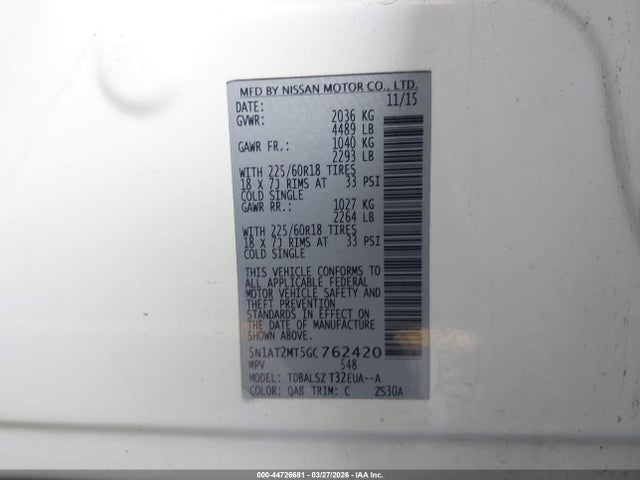 MFD BY NISSAN MOTOR CO., LTD.
DATE: 11/15
GVWR: 2036 KG
4489 LB
GAWR FR.: 1040 KG
2293 LB
WITH 225/60R18 TIRES
18 X 7J RIMS AT 33 PSI
COLD SINGLE
GAWR RR.: 1027 KG
2264 LB
WITH 225/60R18 TIRES
18 X 7J RIMS AT 33 PSI
COLD SINGLE
THIS VEHICLE CONFORMS TO
ALL APPLICABLE FEDERAL
MOTOR VEHICLE SAFETY AND
THEFT PREVENTION
STANDARDS IN EFFECT ON
THE DATE OF MANUFACTURE
SHOWN ABOVE.
5N1AT2MT5GC762420
MPV 548
MODEL: TDBALSZ T32EUA--A
COLOR: QAB TRIM: C ZS30A
000-44726681 - 03/27/2026 - IAA Inc.